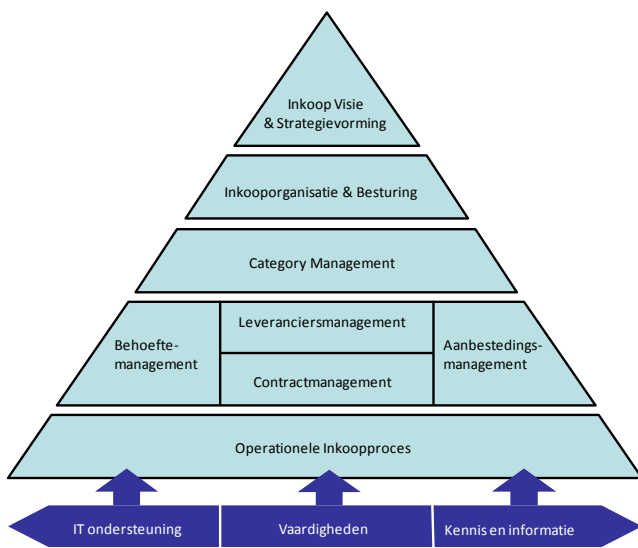 Inkoop Visie
& Strategievorming
Inkooporganisatie & Besturing
Category Management
Behoefte-
management
Leveranciersmanagement
Contractmanagement
Aanbestedings-
management
Operationele Inkoopproces
IT ondersteuning
Vaardigheden
Kennis en informatie